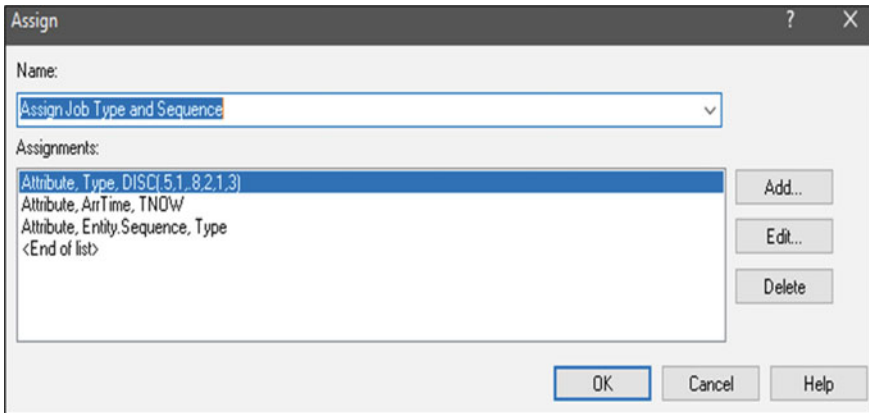 Assign ? X
Name:
Assign Job Type and Sequence
Assignments:
Attribute, Type, DISC(.5,1,.8,2,1,3)
Attribute, ArrTime, TNOW
Attribute, Entity.Sequence, Type
<End of list>
Add...
Edit...
Delete
OK Cancel Help